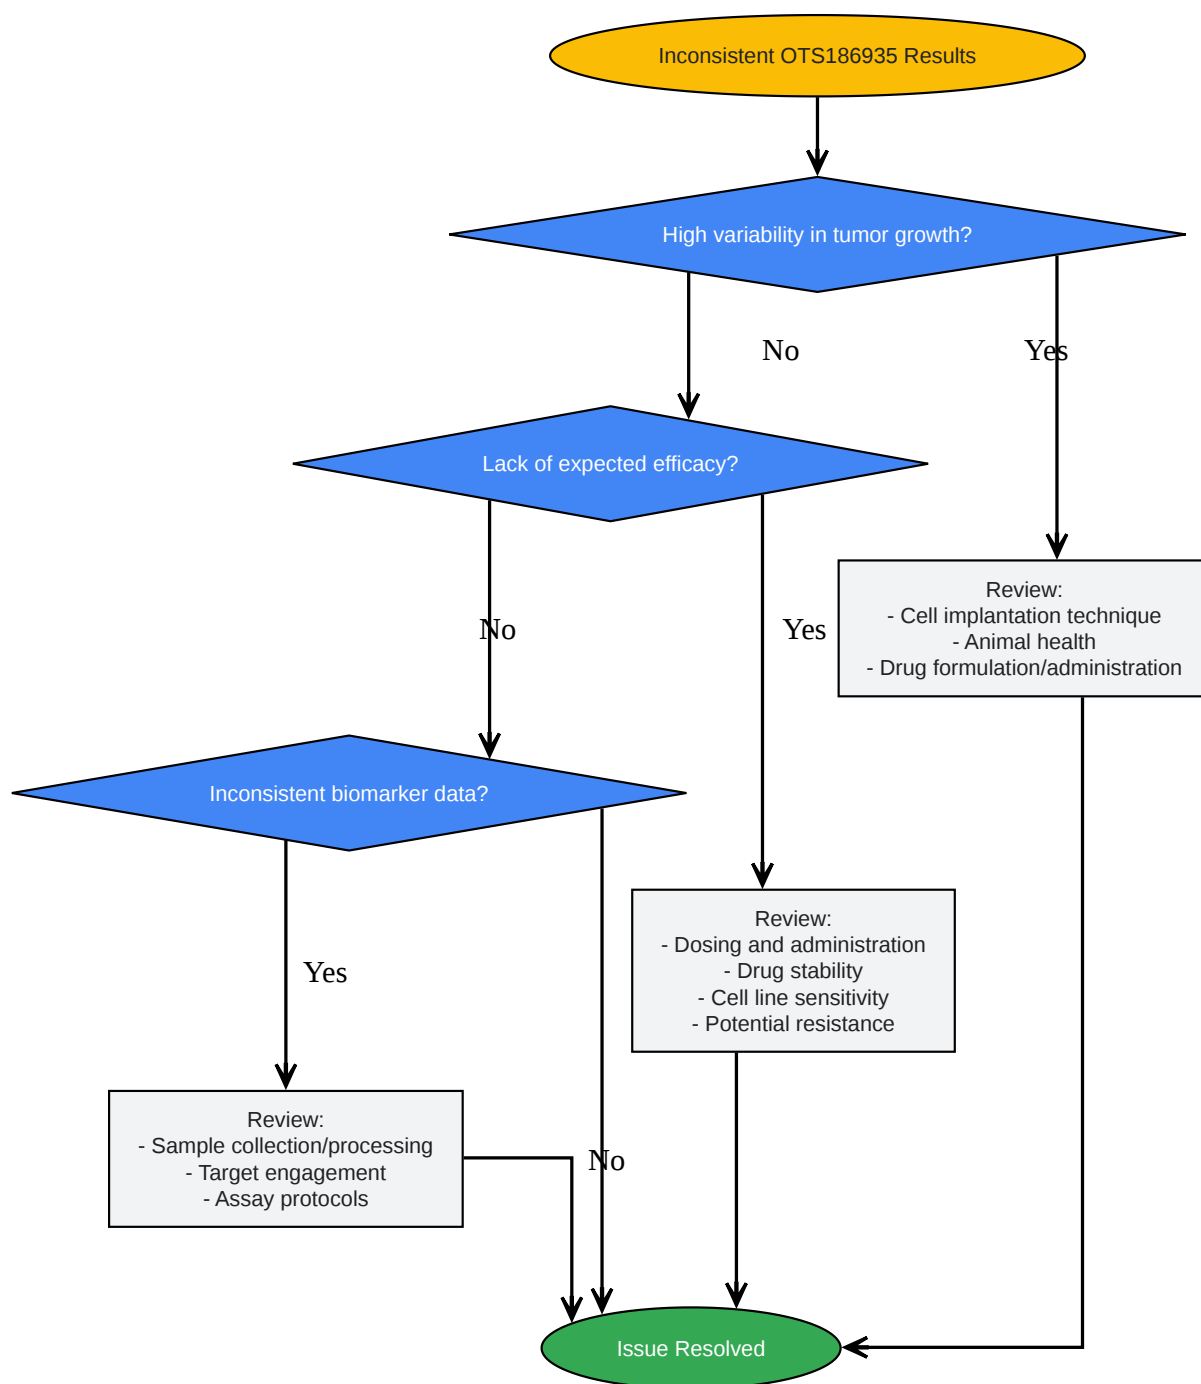 Inconsistent OTS186935 Results
High variability in tumor growth?
No
Yes
Lack of expected efficacy?
No
Yes
Review:
- Cell implantation technique
- Animal health
- Drug formulation/administration
Inconsistent biomarker data?
Yes
No
Review:
- Dosing and administration
- Drug stability
- Cell line sensitivity
- Potential resistance
Review:
- Sample collection/processing
- Target engagement
- Assay protocols
Issue Resolved